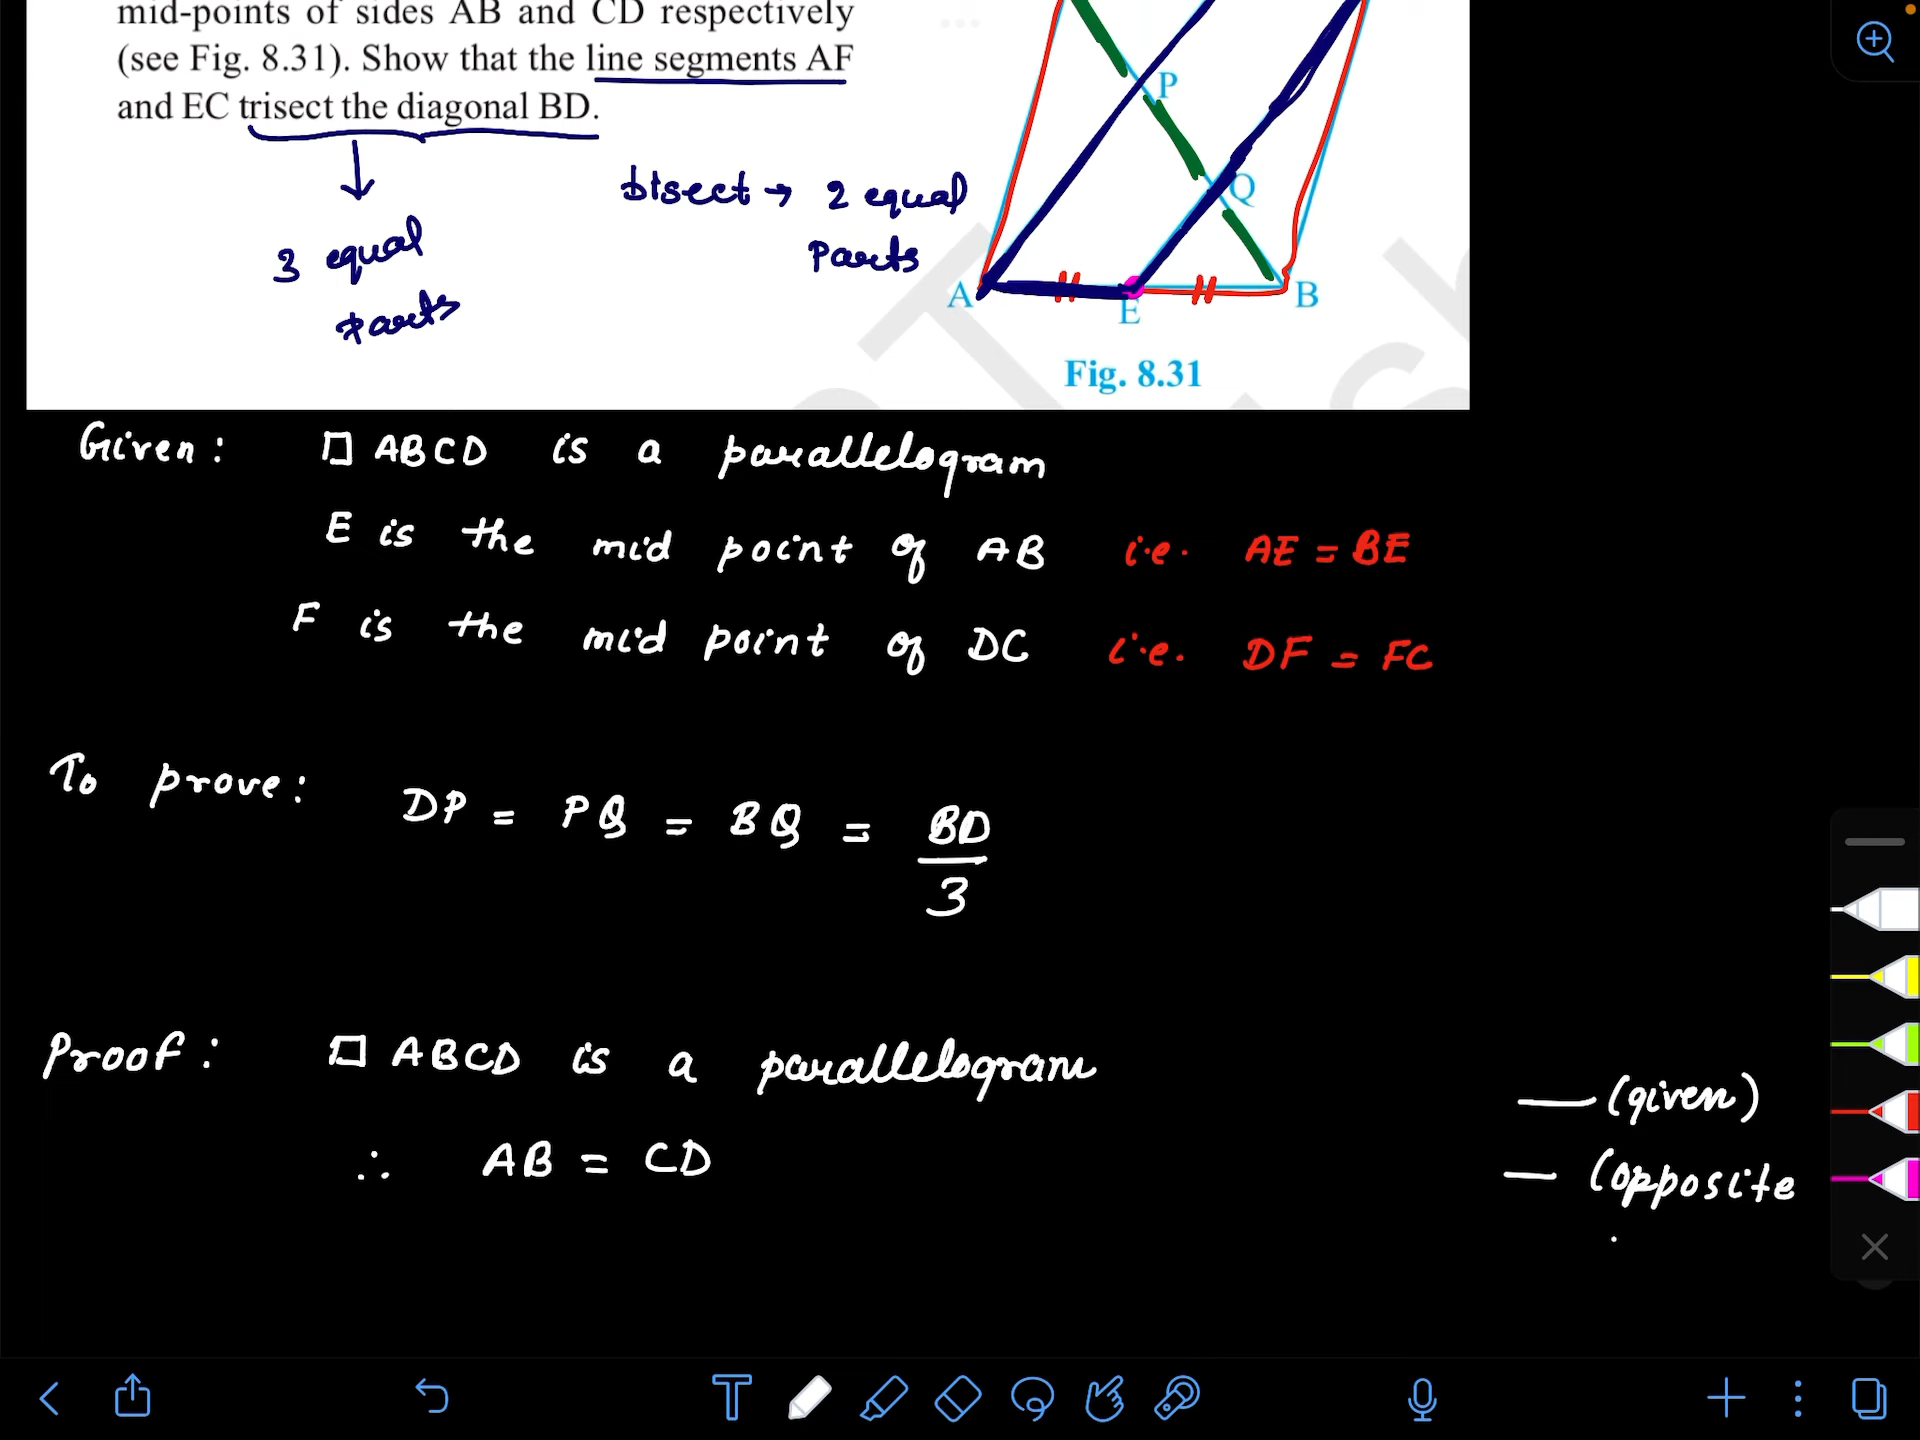 mid-points of sides AB and CD respectively
(see Fig. 8.31). Show that the line segments AF
and EC trisect the diagonal BD.
3 equal
parts
bisect → 2 equal
Parts
P
Q
A
E
B
Fig. 8.31
Given : □ ABCD is a parallelogram
E is the mid point of AB i.e. AE = BE
F is the mid point of DC i.e. DF = FC
To prove : DP = PQ = BQ = BD/3
Proof : □ ABCD is a parallelogram — (given)
∴ AB = CD — (opposite